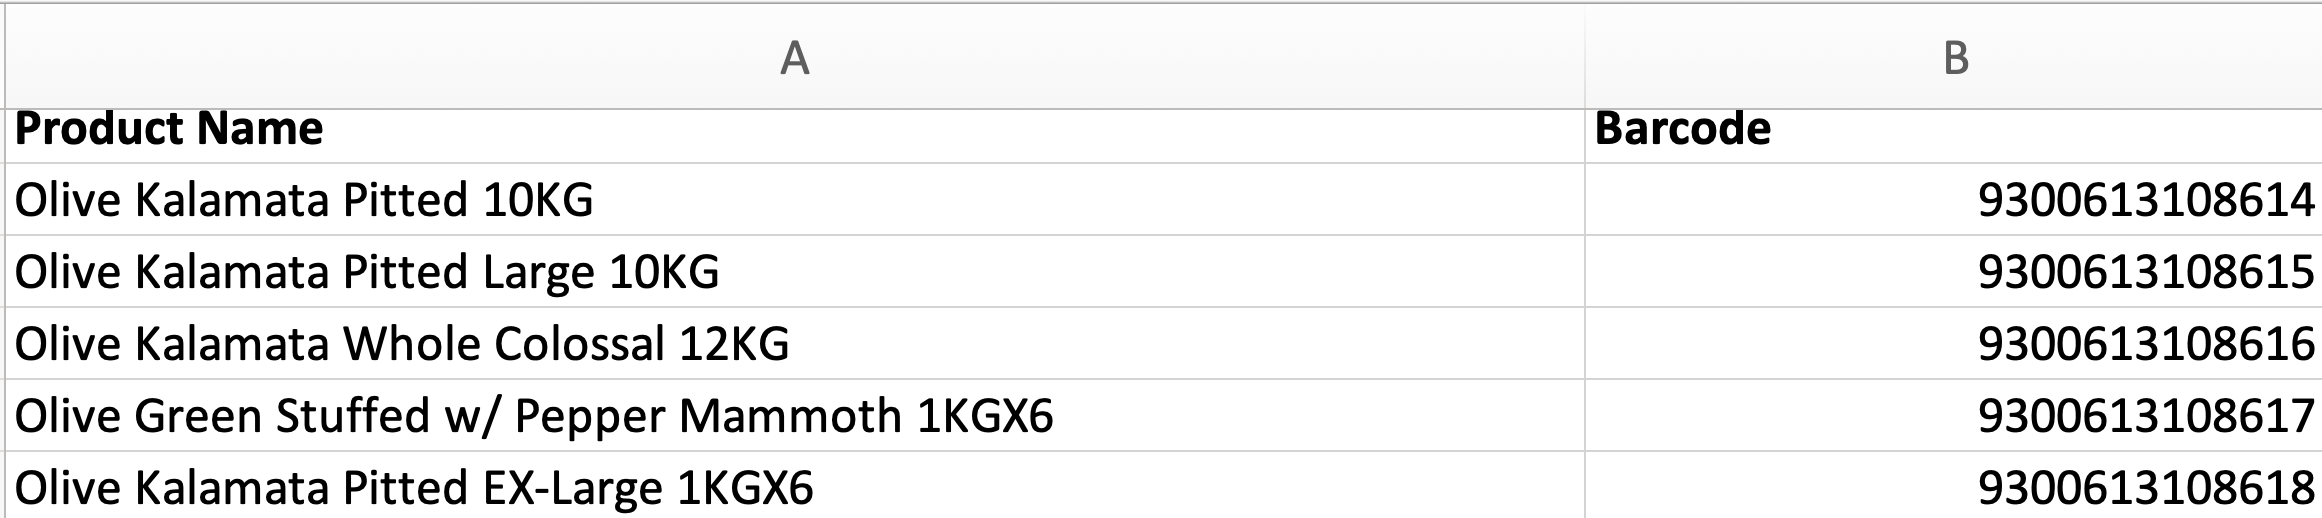 A B
Product Name Barcode
Olive Kalamata Pitted 10KG 9300613108614
Olive Kalamata Pitted Large 10KG 9300613108615
Olive Kalamata Whole Colossal 12KG 9300613108616
Olive Green Stuffed w/ Pepper Mammoth 1KGX6 9300613108617
Olive Kalamata Pitted EX-Large 1KGX6 9300613108618